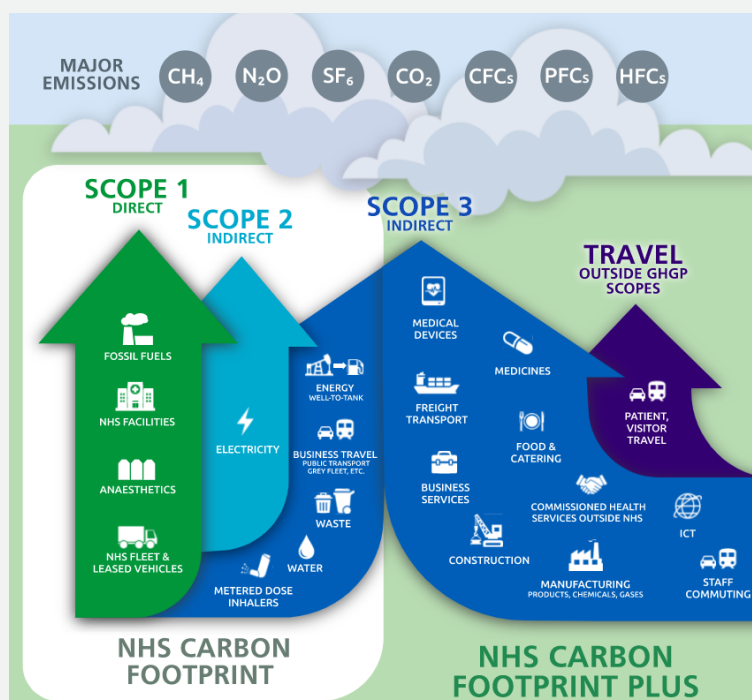 MAJOR
EMISSIONS
CH4
N2O
SF6
CO2
CFCs
PFCs
HFCs
SCOPE 1
DIRECT
SCOPE 2
INDIRECT
SCOPE 3
INDIRECT
TRAVEL
OUTSIDE GHGP
SCOPES
FOSSIL FUELS
NHS FACILITIES
ANAESTHETICS
NHS FLEET &
LEASED VEHICLES
ELECTRICITY
ENERGY
WELL-TO-TANK
BUSINESS TRAVEL
PUBLIC TRANSPORT
GREY FLEET, ETC.
WASTE
WATER
METERED DOSE
INHALERS
MEDICAL
DEVICES
MEDICINES
FREIGHT
TRANSPORT
FOOD &
CATERING
BUSINESS
SERVICES
COMMISSIONED HEALTH
SERVICES OUTSIDE NHS
CONSTRUCTION
MANUFACTURING
PRODUCTS, CHEMICALS, GASES
ICT
STAFF
COMMUTING
PATIENT,
VISITOR
TRAVEL
NHS CARBON
FOOTPRINT
NHS CARBON
FOOTPRINT PLUS